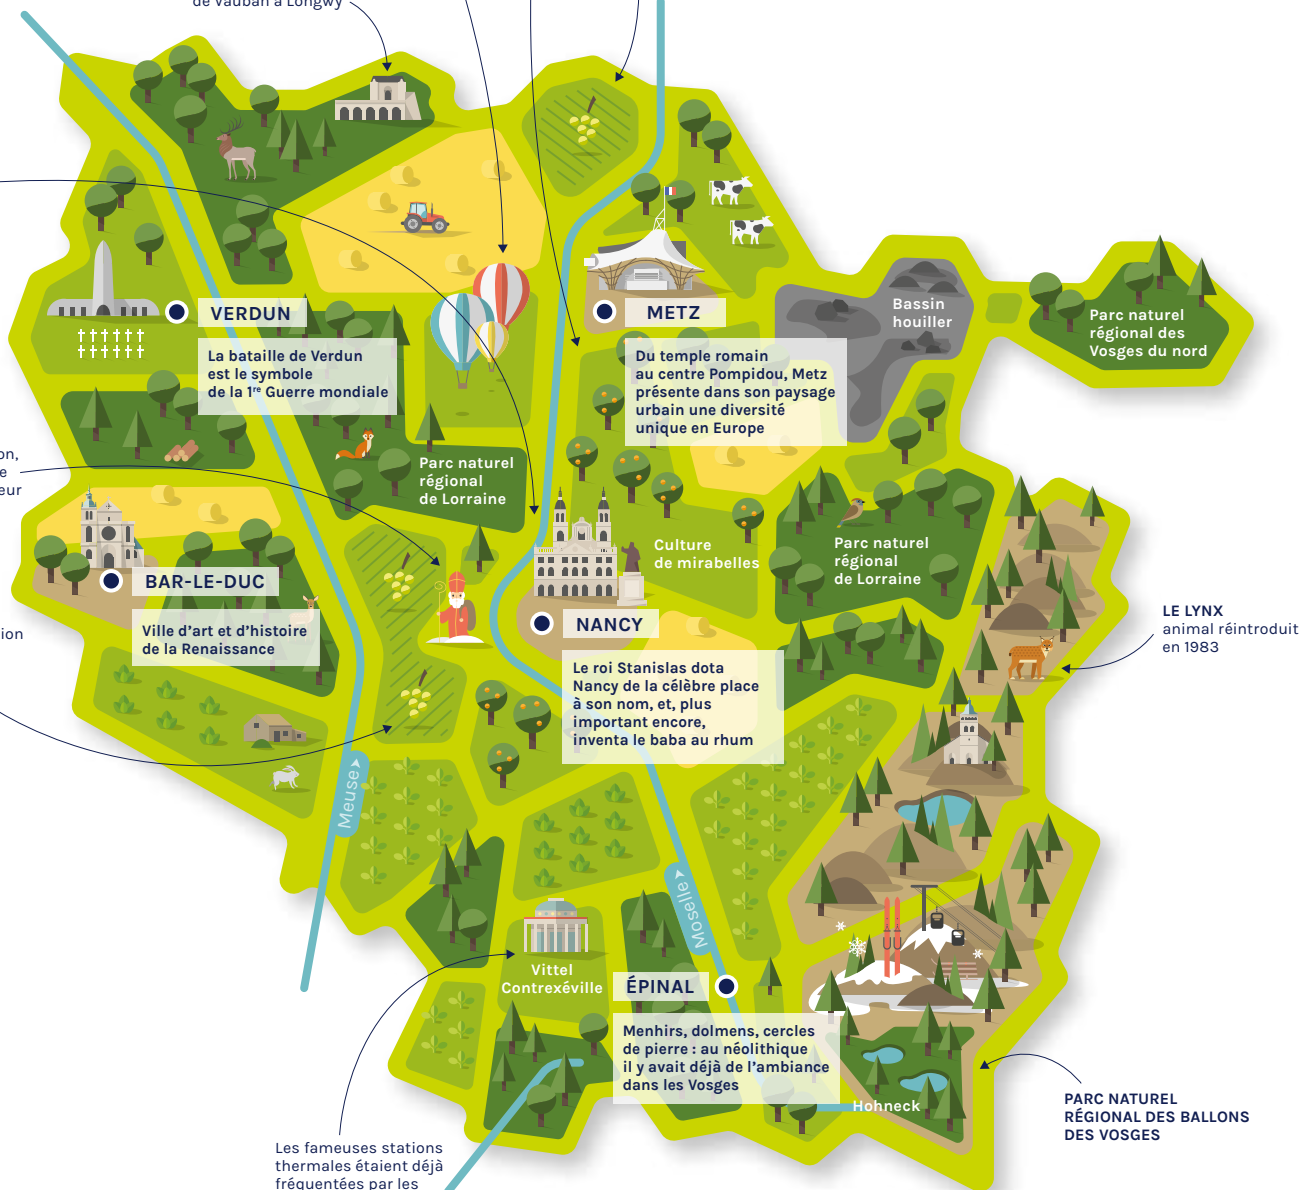 de Vauban à Longwy
VERDUN
La bataille de Verdun
est le symbole
de la 1re Guerre mondiale
METZ
Du temple romain
au centre Pompidou, Metz
présente dans son paysage
urbain une diversité
unique en Europe
Bassin
houiller
Parc naturel
régional des
Vosges du nord
Parc naturel
régional
de Lorraine
on,
e
eur
BAR-LE-DUC
Ville d’art et d’histoire
de la Renaissance
ion
Culture
de mirabelles
Parc naturel
régional
de Lorraine
NANCY
Le roi Stanislas dota
Nancy de la célèbre place
à son nom, et, plus
important encore,
inventa le baba au rhum
LE LYNX
animal réintroduit
en 1983
Meuse
Moselle
Vittel
Contrexéville
ÉPINAL
Menhirs, dolmens, cercles
de pierre : au néolithique
il y avait déjà de l’ambiance
dans les Vosges
Hohneck
PARC NATUREL
RÉGIONAL DES BALLONS
DES VOSGES
Les fameuses stations
thermales étaient déjà
fréquentées par les